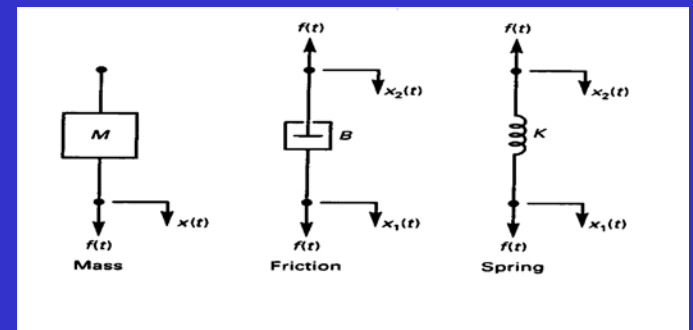 f(t) f(t)
x₂(t) x₂(t)
M B K
x(t) x₁(t) x₁(t)
f(t) f(t) f(t)
Mass Friction Spring